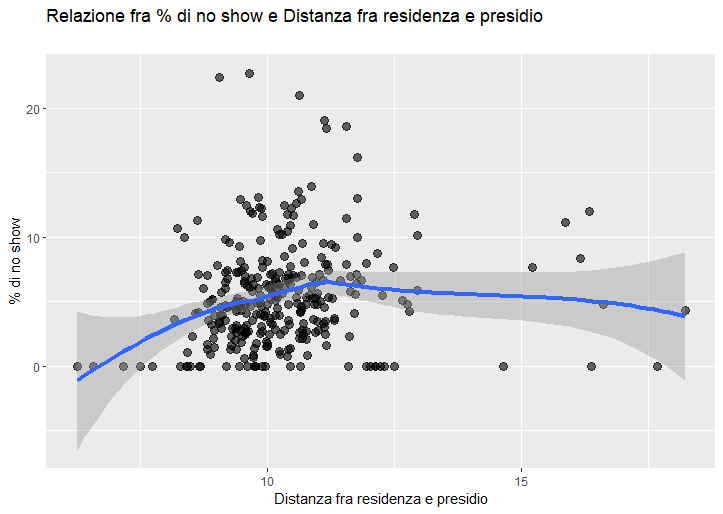 Relazione fra % di no show e Distanza fra residenza e presidio
% di no show
20
10
0
10
15
Distanza fra residenza e presidio